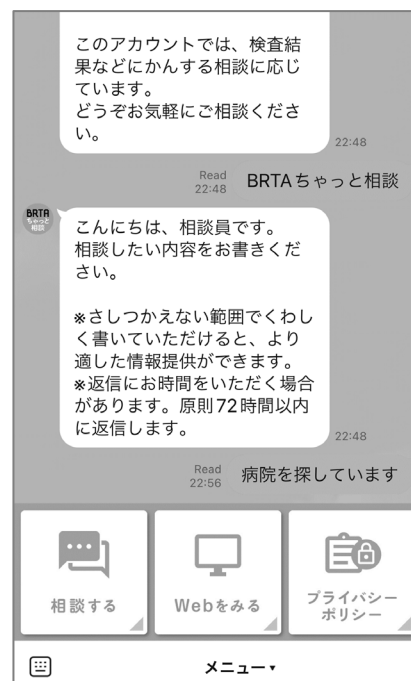 このアカウントでは、検査結
果などにかんする相談に応じ
ています。
どうぞお気軽にご相談くださ
い。
22:48
Read
22:48
BRTAちゃっと相談
BRTA
ちゃっと
相談
こんにちは、相談員です。
相談したい内容をお書きくだ
さい。
※さしつかえない範囲でくわし
く書いていただけると、より
適した情報提供ができます。
※返信にお時間をいただく場合
があります。原則72時間以内
に返信します。
22:48
Read
22:56
病院を探しています
相談する
Webをみる
プライバシー
ポリシー
メニュー▼